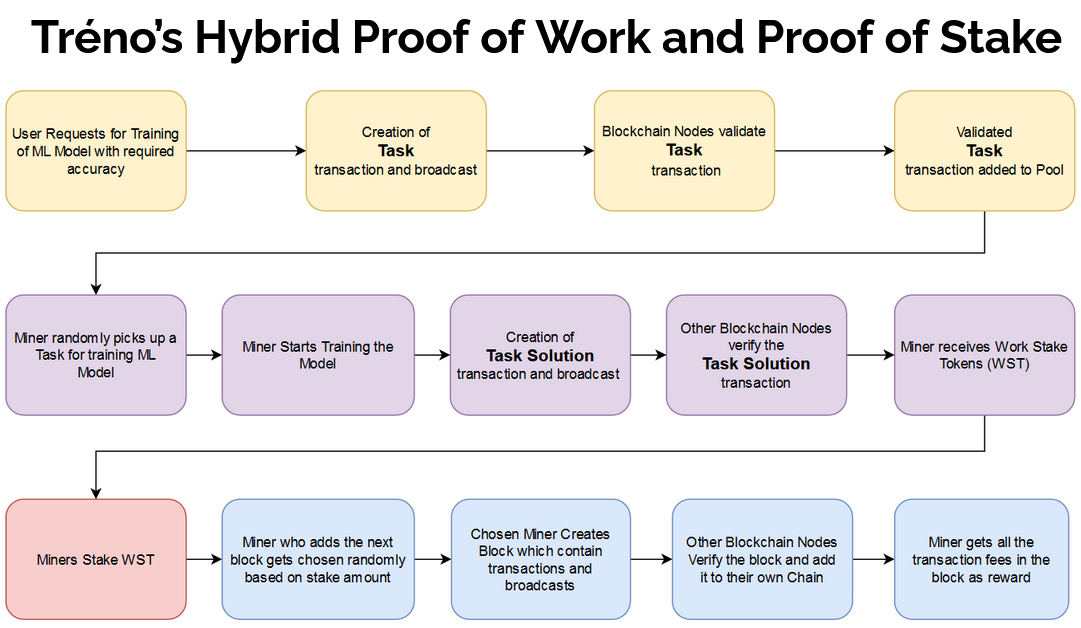 Tréno's Hybrid Proof of Work and Proof of Stake
User Requests for Training
of ML Model with required
accuracy
Creation of
Task
transaction and broadcast
Blockchain Nodes validate
Task
transaction
Validated
Task
transaction added to Pool
Miner randomly picks up a
Task for training ML
Model
Miner Starts Training the
Model
Creation of
Task Solution
transaction and broadcast
Other Blockchain Nodes
verify the
Task Solution
transaction
Miner receives Work Stake
Tokens (WST)
Miners Stake WST
Miner who adds the next
block gets chosen randomly
based on stake amount
Chosen Miner Creates
Block which contain
transactions and
broadcasts
Other Blockchain Nodes
Verify the block and add
it to their own Chain
Miner gets all the
transaction fees in the
block as reward